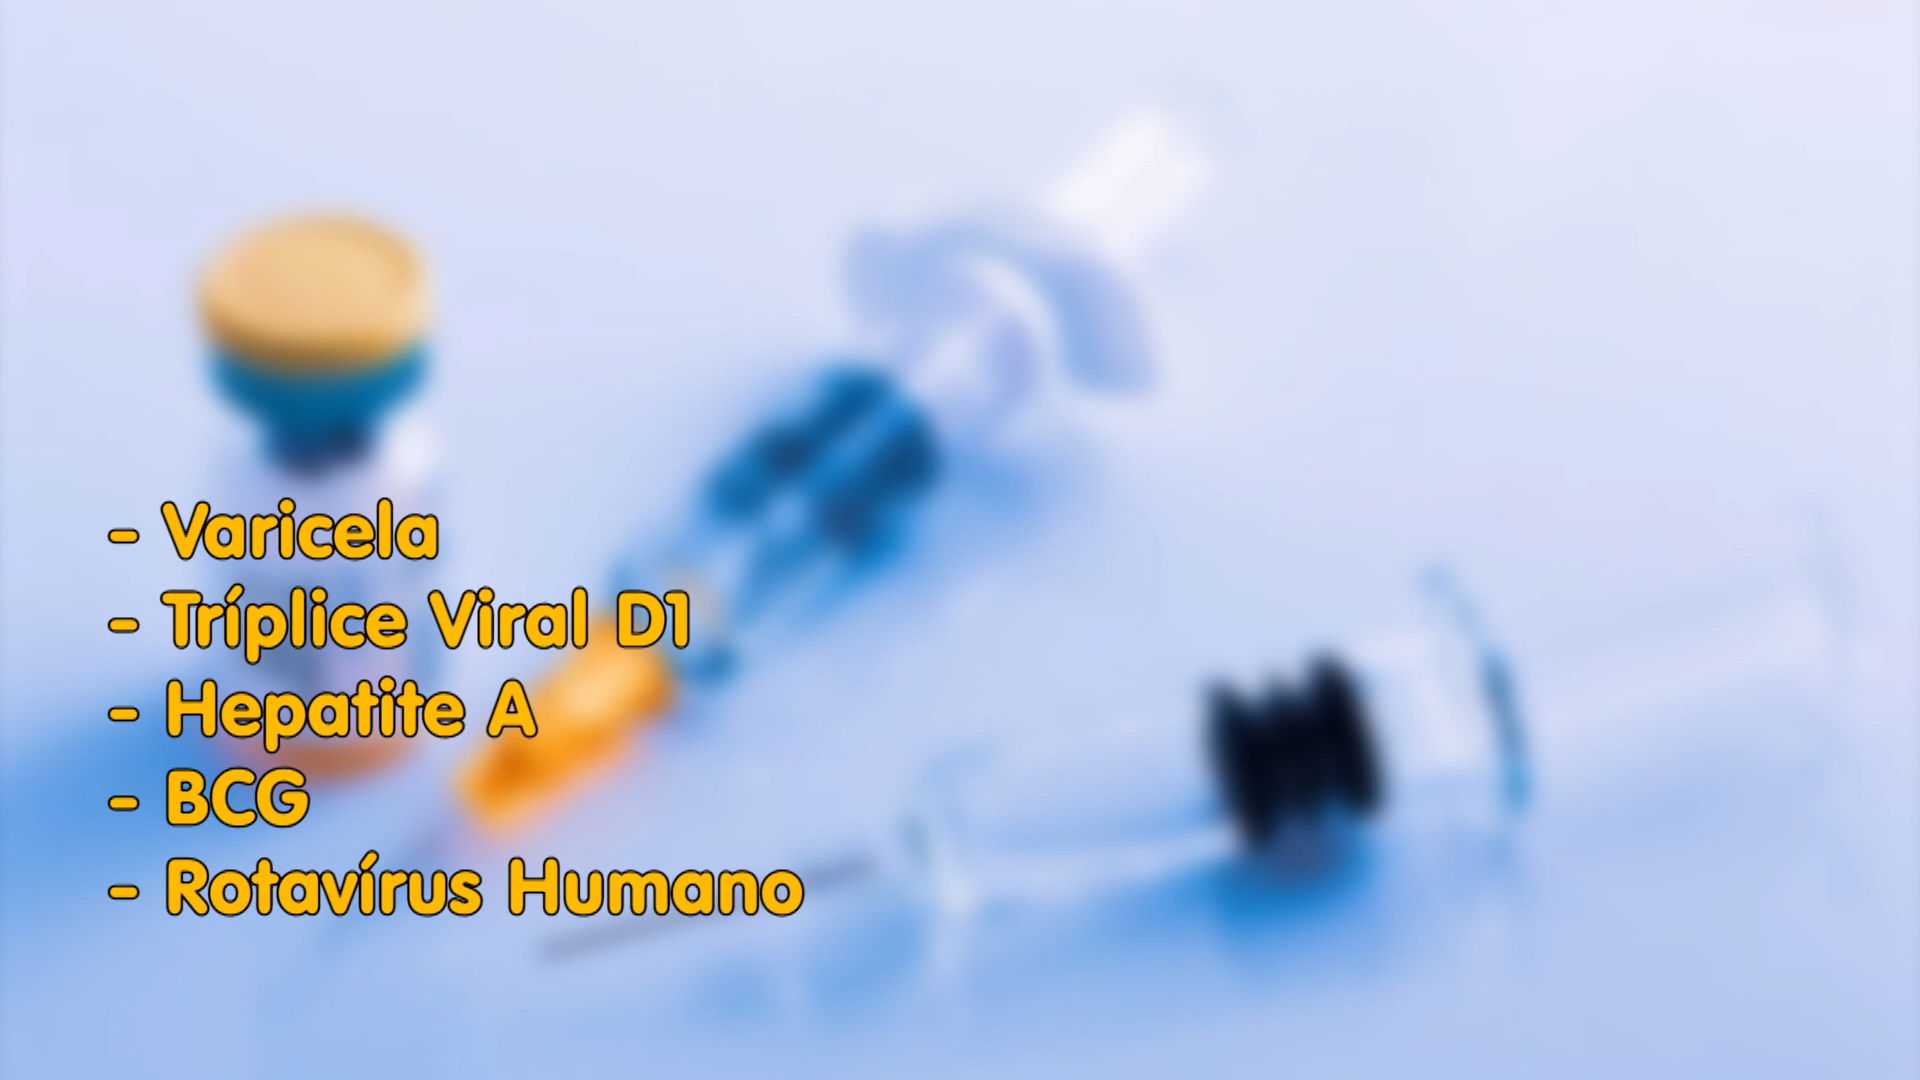 - Varicela
- Tríplice Viral D1
- Hepatite A
- BCG
- Rotavírus Humano